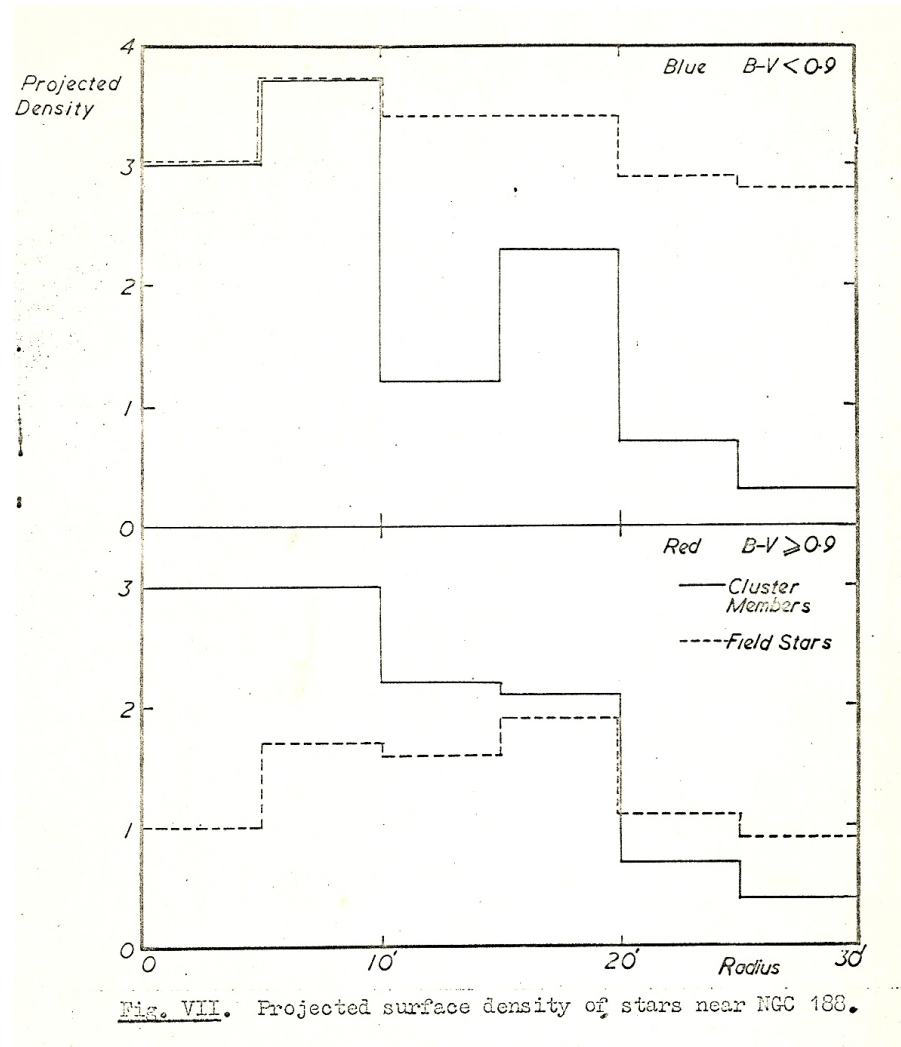 4
Projected
Density
Blue B-V < 0·9
3
2
1
0
Red B-V ⩾ 0·9
3
Cluster
Members
Field Stars
2
1
0
0 10' 20' Radius 30'
Fig. VII. Projected surface density of stars near NGC 188.